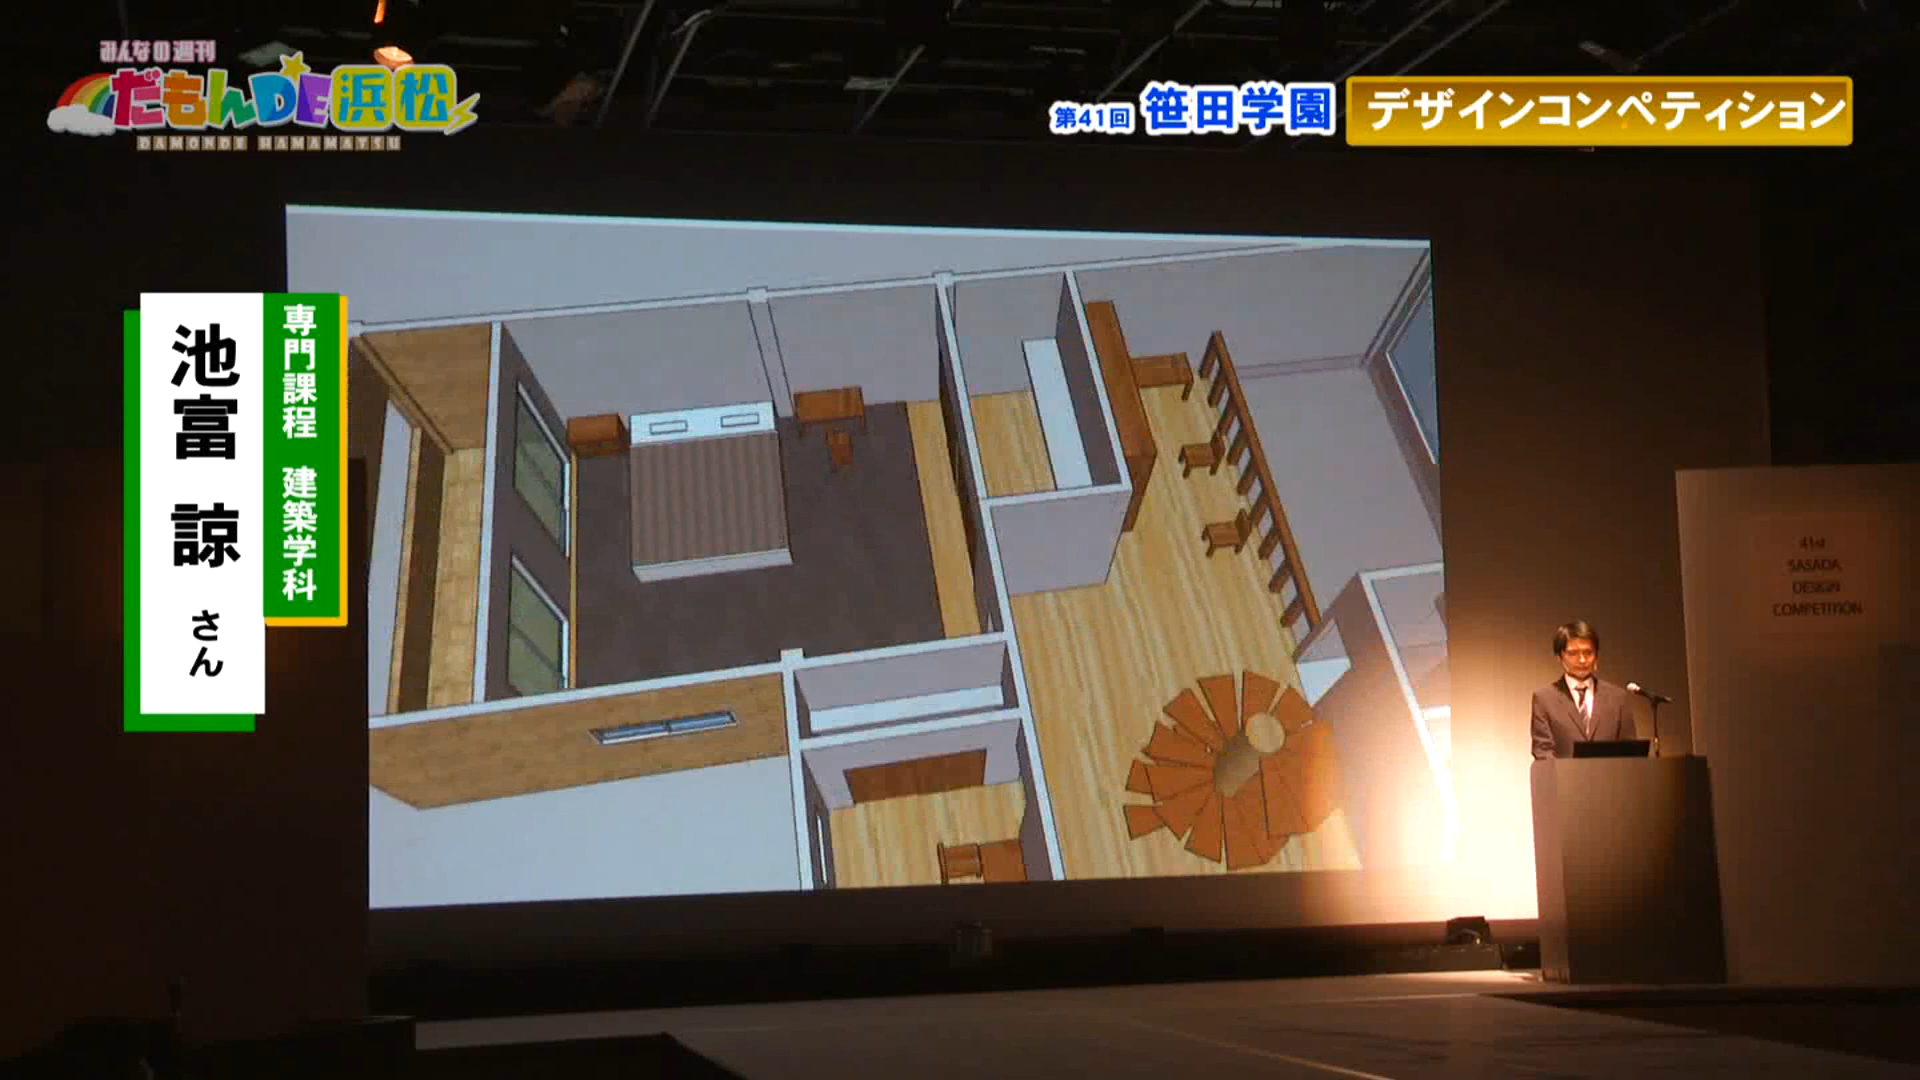 みんなの週刊
だもんDE浜松
DAMONDE HAMAMATSU
第41回 笹田学園 デザインコンペティション
専門課程 建築学科
池富 諒 さん
41st
SASADA
DESIGN
COMPETITION